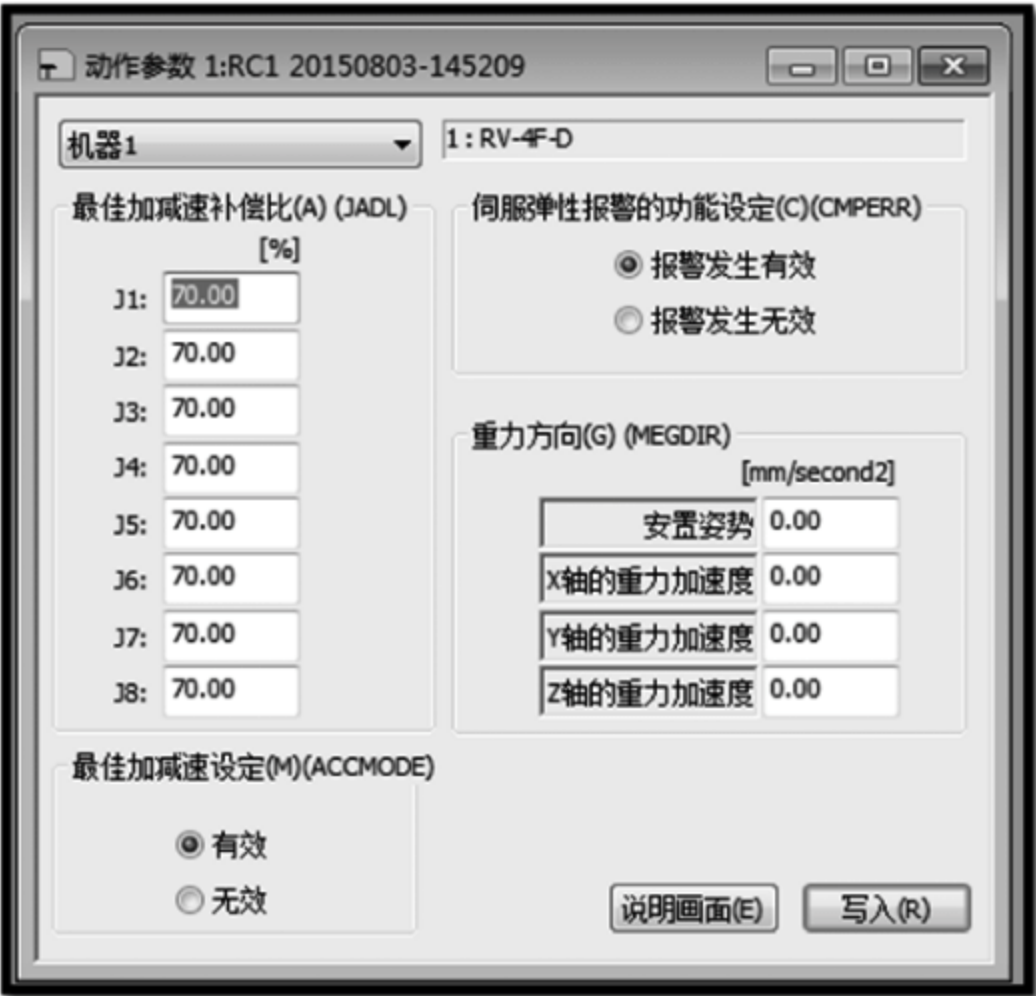 动作参数 1:RC1 20150803-145209
机器1
1:RV-4F-D
最佳加减速补偿比(A) (JADL)
[%]
J1: 70.00
J2: 70.00
J3: 70.00
J4: 70.00
J5: 70.00
J6: 70.00
J7: 70.00
J8: 70.00
最佳加减速设定(M)(ACCMODE)
有效
无效
伺服弹性报警的功能设定(C)(CMPERR)
报警发生有效
报警发生无效
重力方向(G) (MEGDIR)
[mm/second2]
安置姿势 0.00
X轴的重力加速度 0.00
Y轴的重力加速度 0.00
Z轴的重力加速度 0.00
说明画面(E)
写入(R)